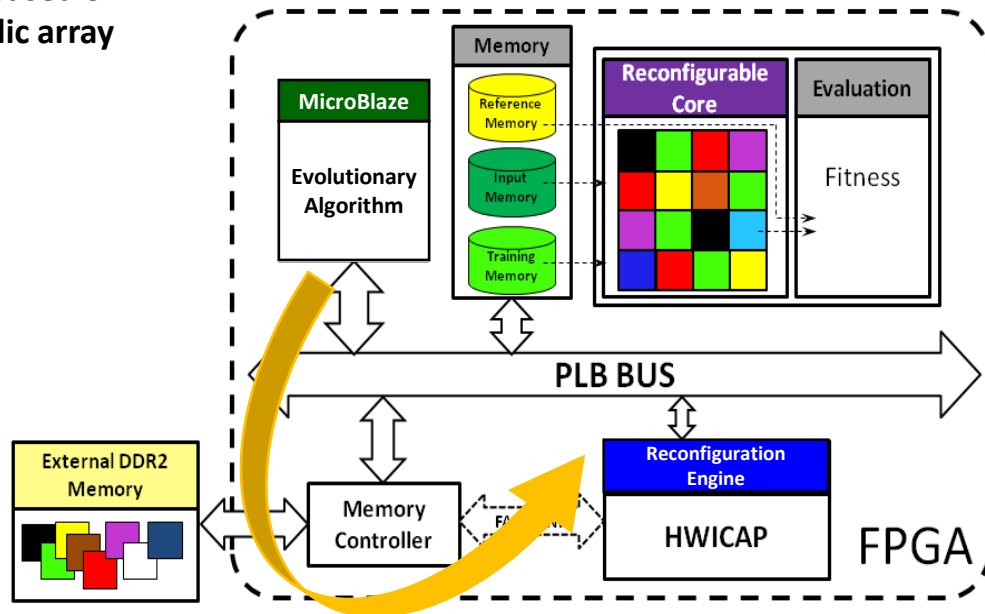 dic array
Memory
MicroBlaze
Evolutionary
Algorithm
Reference
Memory
Input
Memory
Training
Memory
Reconfigurable
Core
Evaluation
Fitness
PLB BUS
External DDR2
Memory
Memory
Controller
Reconfiguration
Engine
HWICAP
FPGA